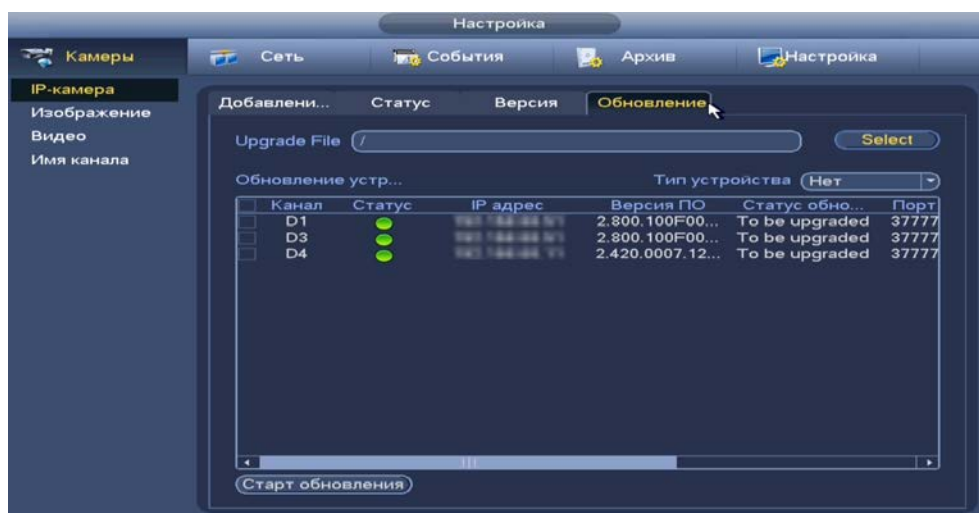 Настройка
Камеры Сеть События Архив Настройка
IP-камера
Изображение
Видео
Имя канала
Добавлени... Статус Версия Обновление
Upgrade File / Select
Обновление устр... Тип устройства Нет
Канал Статус IP адрес Версия ПО Статус обно... Порт
D1 2.800.100F00... To be upgraded 37777
D3 2.800.100F00... To be upgraded 37777
D4 2.420.0007.12... To be upgraded 37777
Старт обновления